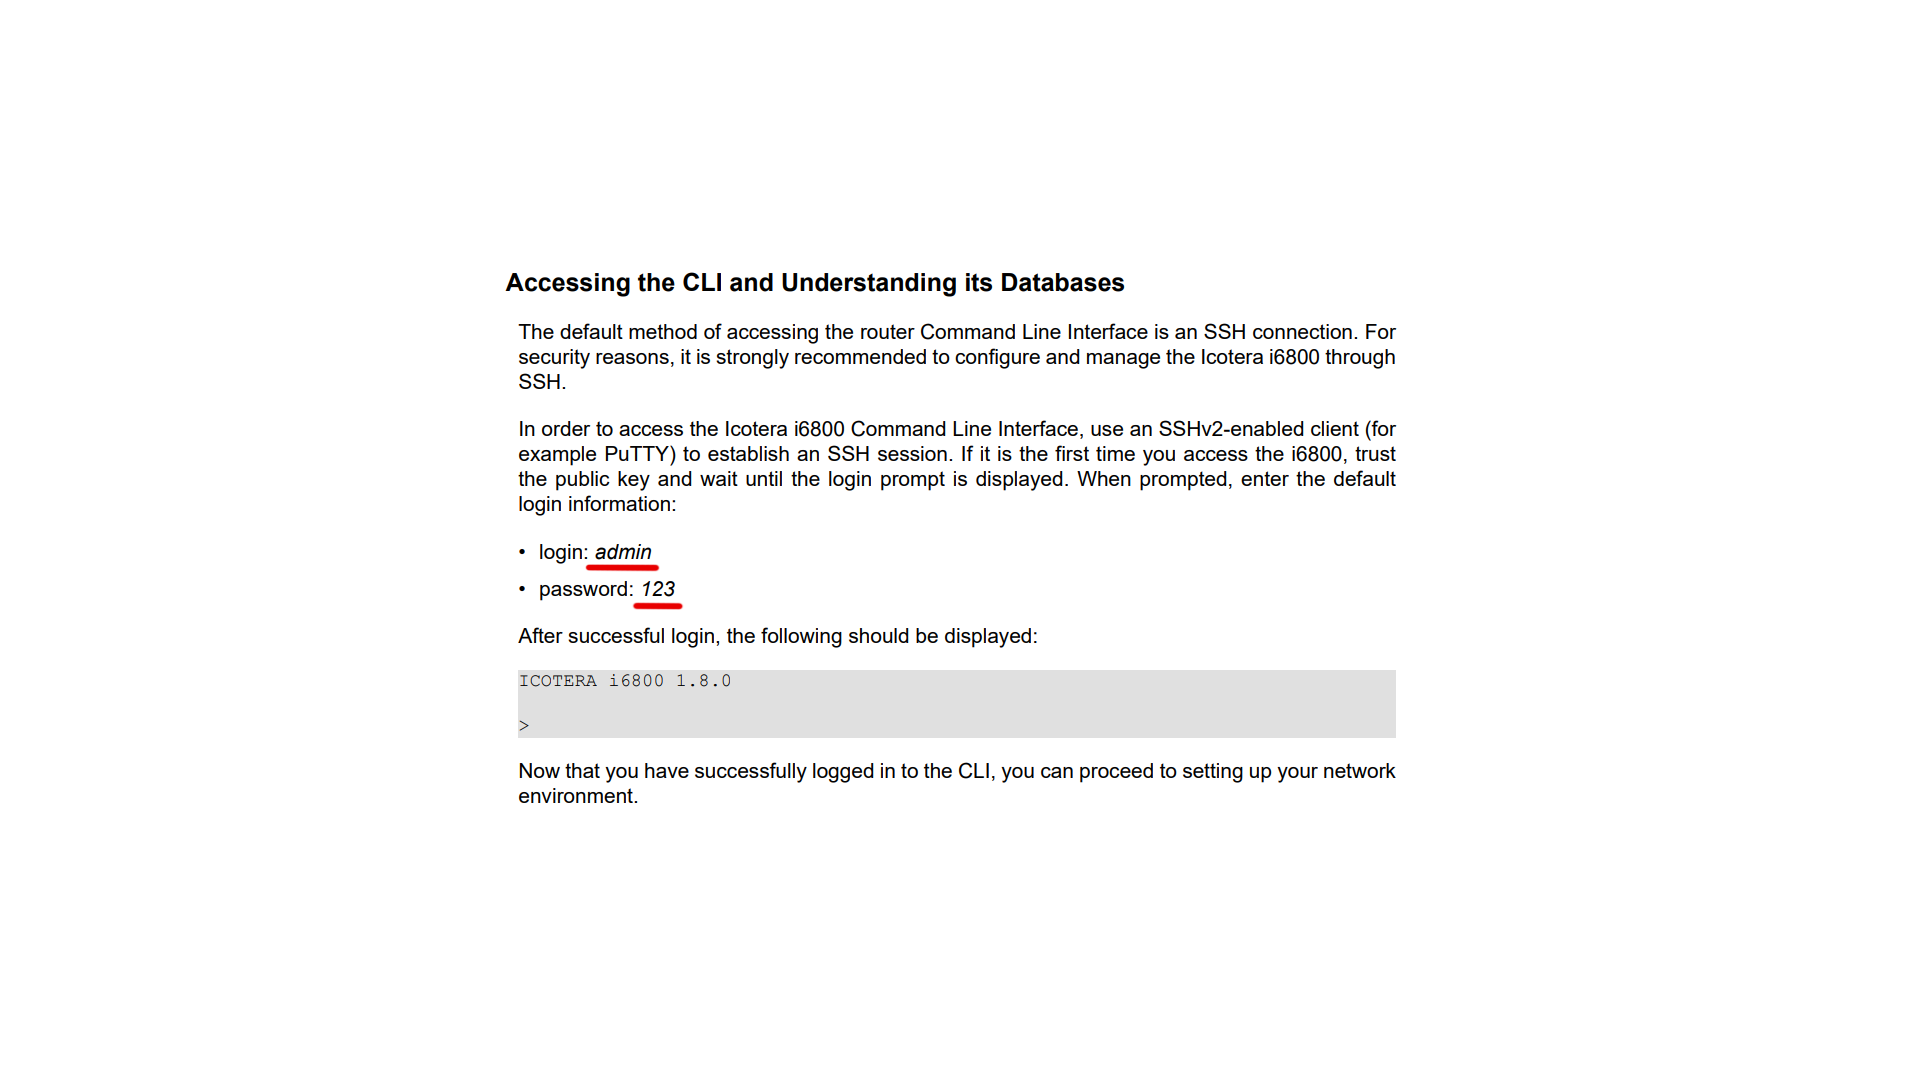 Accessing the CLI and Understanding its Databases
The default method of accessing the router Command Line Interface is an SSH connection. For
security reasons, it is strongly recommended to configure and manage the Icotera i6800 through
SSH.
In order to access the Icotera i6800 Command Line Interface, use an SSHv2-enabled client (for
example PuTTY) to establish an SSH session. If it is the first time you access the i6800, trust
the public key and wait until the login prompt is displayed. When prompted, enter the default
login information:
• login: admin
• password: 123
After successful login, the following should be displayed:
ICOTERA i6800 1.8.0
>
Now that you have successfully logged in to the CLI, you can proceed to setting up your network
environment.